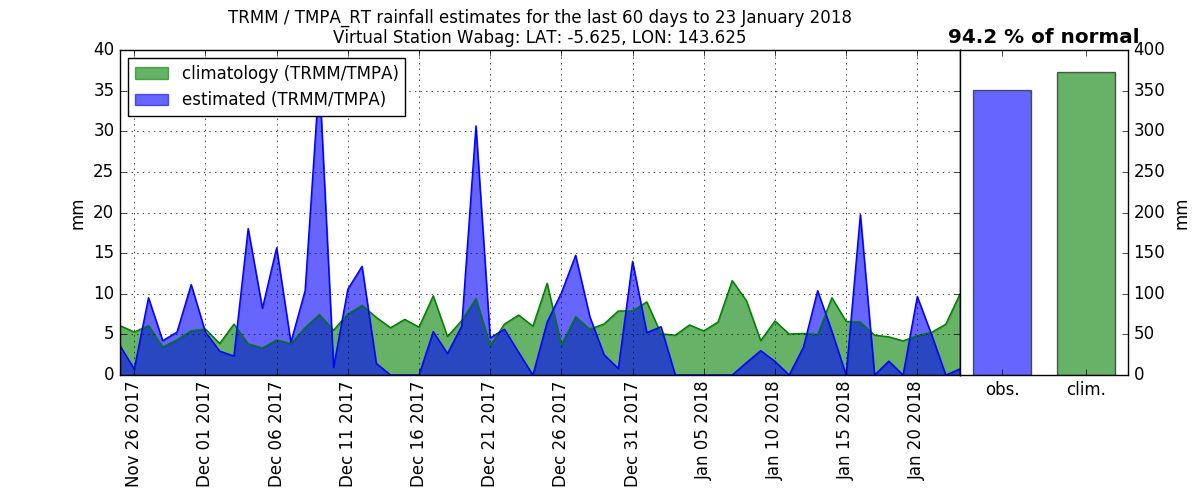 TRMM / TMPA_RT rainfall estimates for the last 60 days to 23 January 2018
Virtual Station Wabag: LAT: -5.625, LON: 143.625
94.2 % of normal
climatology (TRMM/TMPA)
estimated (TRMM/TMPA)
40
35
30
25
20
15
10
5
0
mm
Nov 26 2017
Dec 01 2017
Dec 06 2017
Dec 11 2017
Dec 16 2017
Dec 21 2017
Dec 26 2017
Dec 31 2017
Jan 05 2018
Jan 10 2018
Jan 15 2018
Jan 20 2018
obs.
clim.
400
350
300
250
200
150
100
50
0
mm